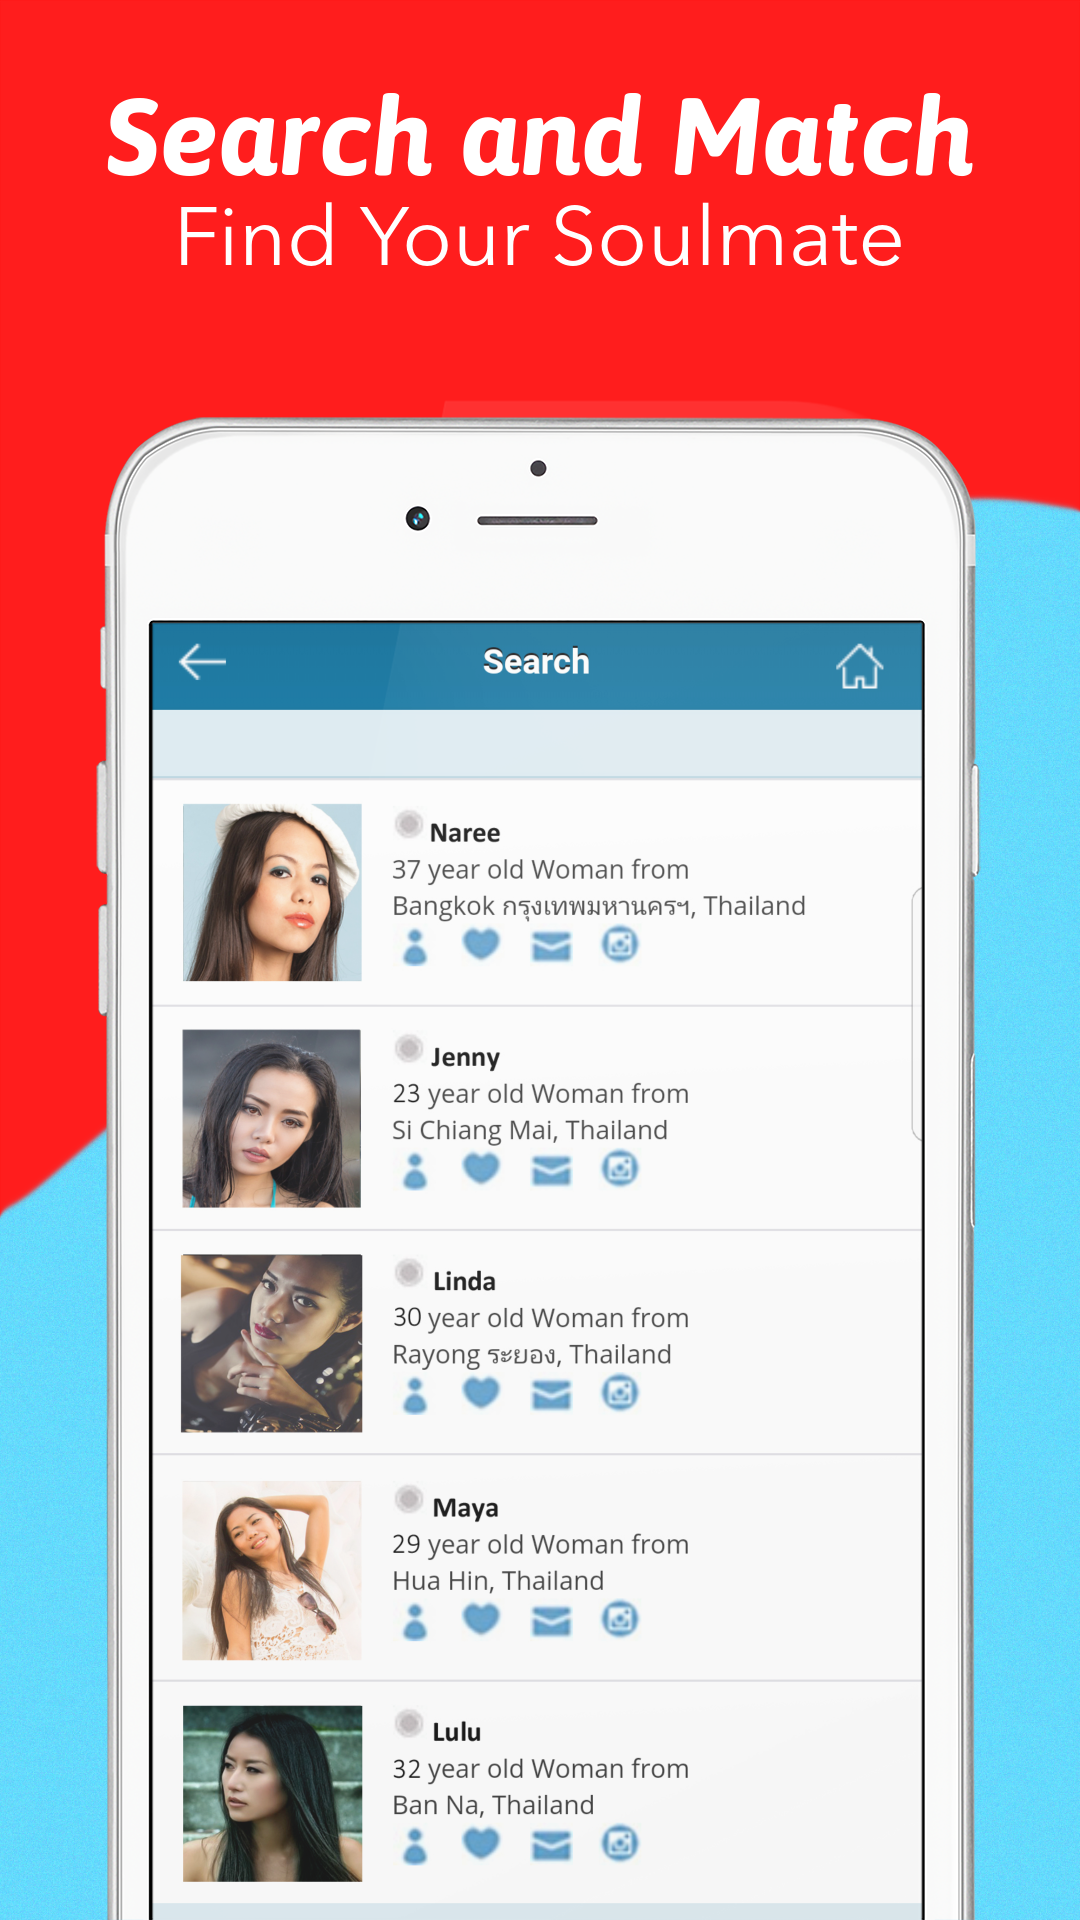 Search and Match
Find Your Soulmate
Search
Naree
37 year old Woman from
Bangkok กรุงเทพมหานครฯ, Thailand
Jenny
23 year old Woman from
Si Chiang Mai, Thailand
Linda
30 year old Woman from
Rayong ระยอง, Thailand
Maya
29 year old Woman from
Hua Hin, Thailand
Lulu
32 year old Woman from
Ban Na, Thailand